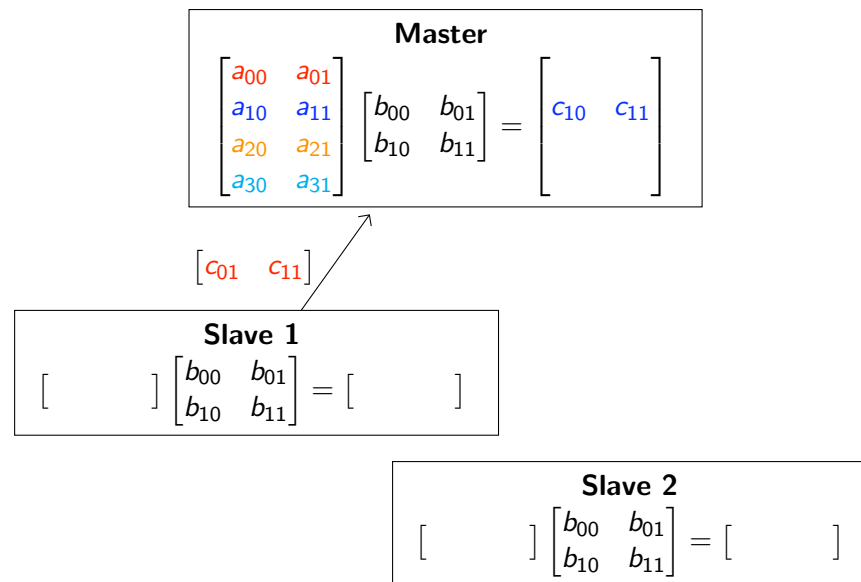 Master
[a00 a01
a10 a11
a20 a21
a30 a31] [b00 b01
b10 b11] = [c10 c11]
[c01 c11]
Slave 1
[ ] [b00 b01
b10 b11] = [ ]
Slave 2
[ ] [b00 b01
b10 b11] = [ ]